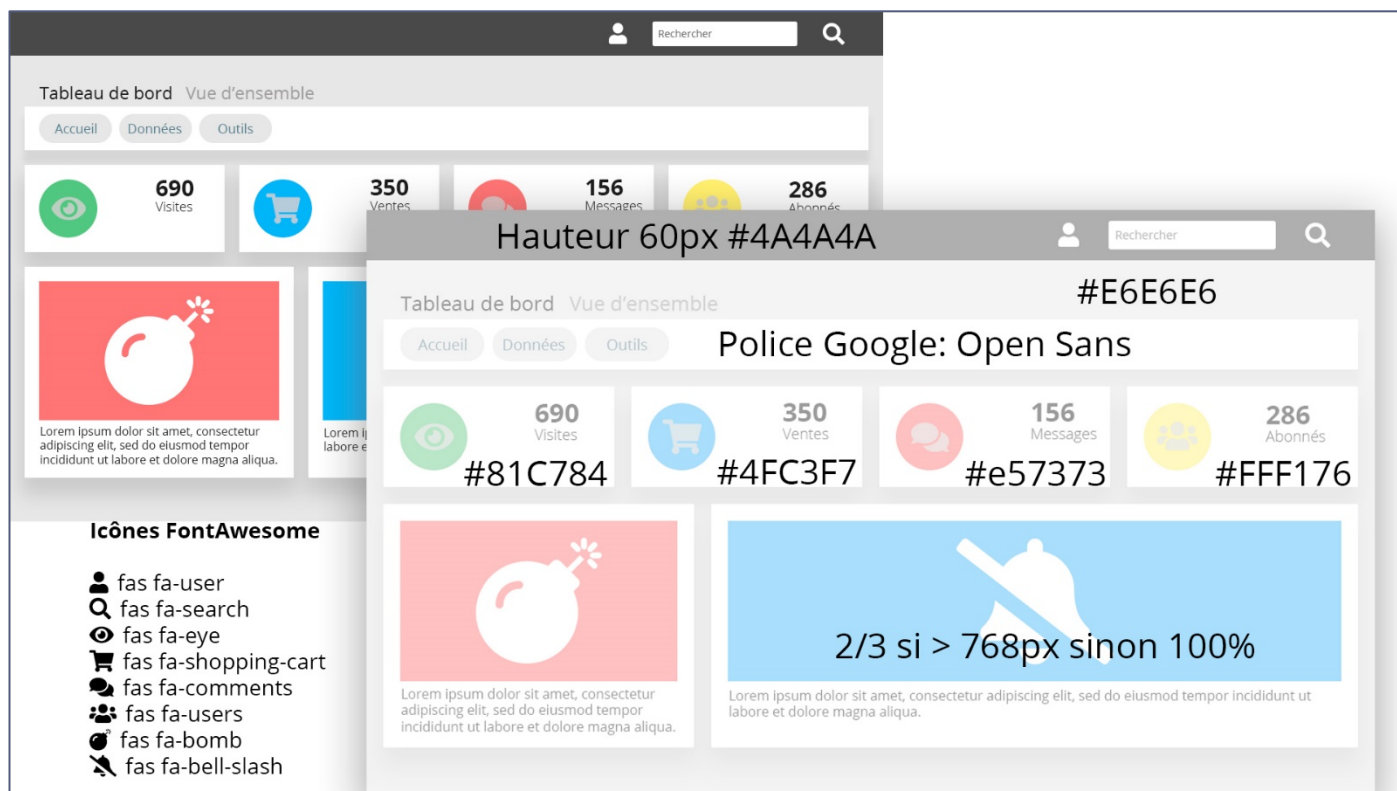 Rechercher
Tableau de bord Vue d'ensemble
Accueil Données Outils
690
Visites
350
Ventes
156
Messages
286
Abonnés
Lorem ipsum dolor sit amet, consectetur
adipiscing elit, sed do eiusmod tempor
incididunt ut labore et dolore magna aliqua.
Lorem
labore
Hauteur 60px #4A4A4A
Rechercher
#E6E6E6
Tableau de bord Vue d'ensemble
Accueil Données Outils
Police Google: Open Sans
690
Visites
#81C784
350
Ventes
#4FC3F7
156
Messages
#e57373
286
Abonnés
#FFF176
2/3 si > 768px sinon 100%
Lorem ipsum dolor sit amet, consectetur
adipiscing elit, sed do eiusmod tempor
incididunt ut labore et dolore magna aliqua.
Lorem ipsum dolor sit amet, consectetur adipiscing elit, sed do eiusmod tempor incididunt ut
labore et dolore magna aliqua.
Icônes FontAwesome
fas fa-user
fas fa-search
fas fa-eye
fas fa-shopping-cart
fas fa-comments
fas fa-users
fas fa-bomb
fas fa-bell-slash